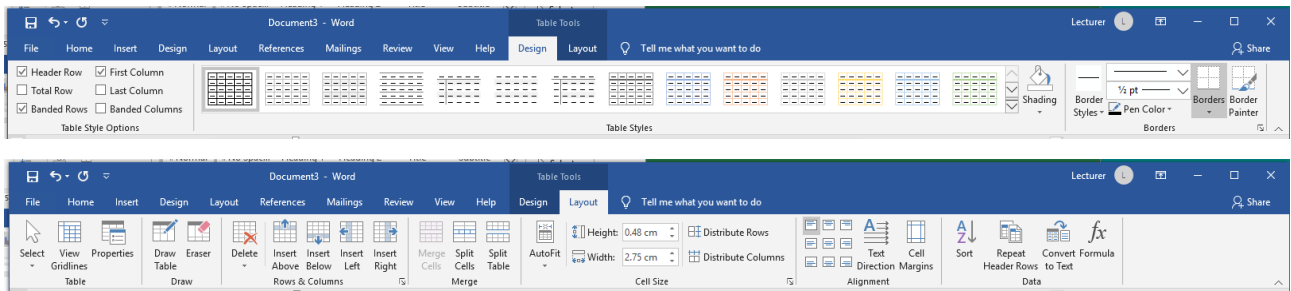 Document3 - Word
Table Tools
Lecturer L
File Home Insert Design Layout References Mailings Review View Help Design Layout Tell me what you want to do Share
Header Row First Column
Total Row Last Column
Banded Rows Banded Columns
Table Style Options
Table Styles
Shading
Border Styles
½ pt
Pen Color
Borders
Border Painter
Borders
Document3 - Word
Table Tools
Lecturer L
File Home Insert Design Layout References Mailings Review View Help Design Layout Tell me what you want to do Share
Select
View Gridlines
Properties
Table
Draw Table
Eraser
Draw
Delete
Insert Above
Insert Below
Insert Left
Insert Right
Rows & Columns
Merge Cells
Split Cells
Split Table
Merge
AutoFit
Height: 0.48 cm
Width: 2.75 cm
Distribute Rows
Distribute Columns
Cell Size
Text Direction
Cell Margins
Alignment
Sort
Repeat Header Rows
Convert to Text
fx Formula
Data